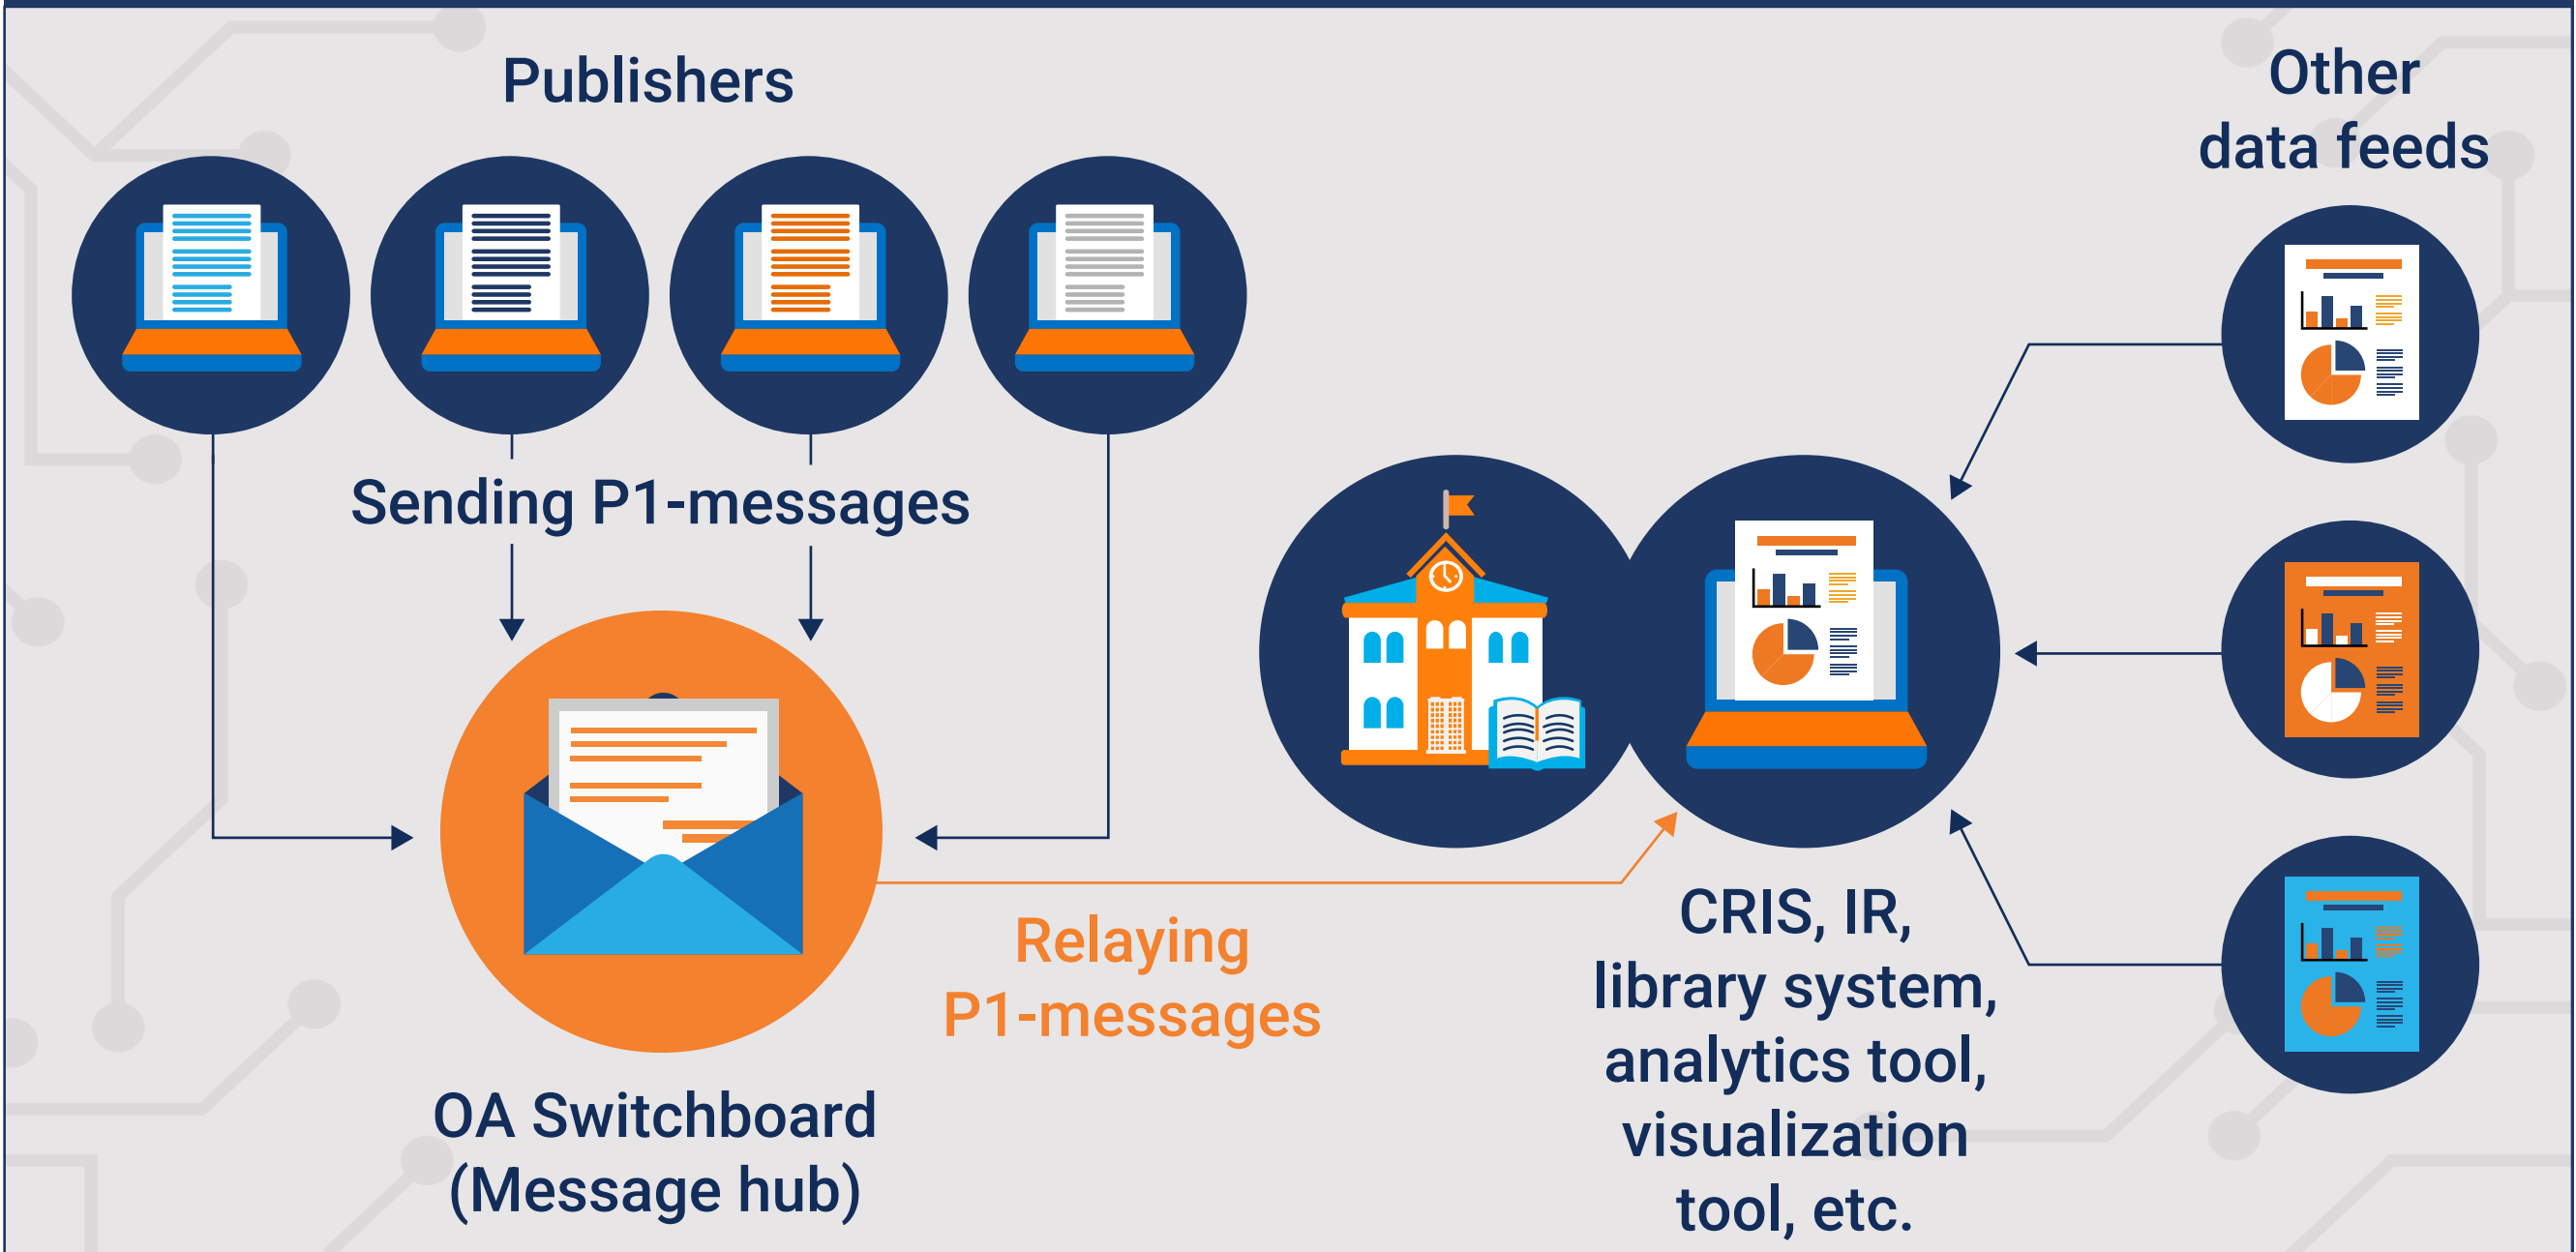 Publishers
Other
data feeds
Sending P1-messages
Relaying
P1-messages
OA Switchboard
(Message hub)
CRIS, IR,
library system,
analytics tool,
visualization
tool, etc.